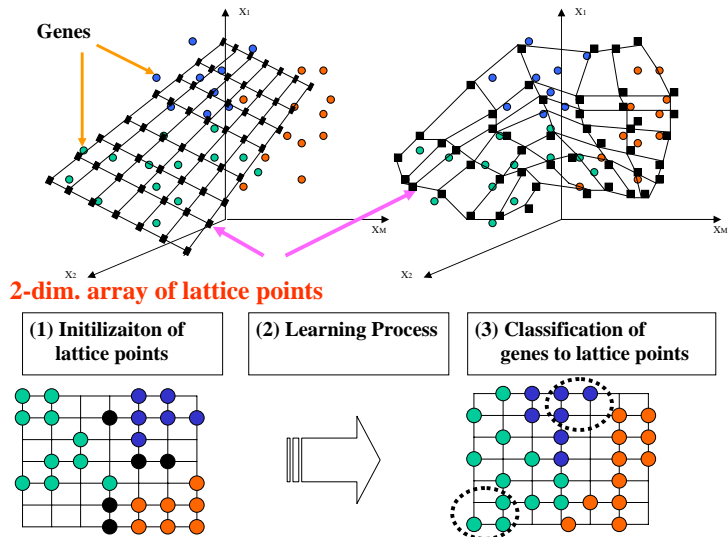 Genes
X1
XM
X2
X1
XM
X2
2-dim. array of lattice points
(1) Initilizaiton of
lattice points
(2) Learning Process
(3) Classification of
genes to lattice points